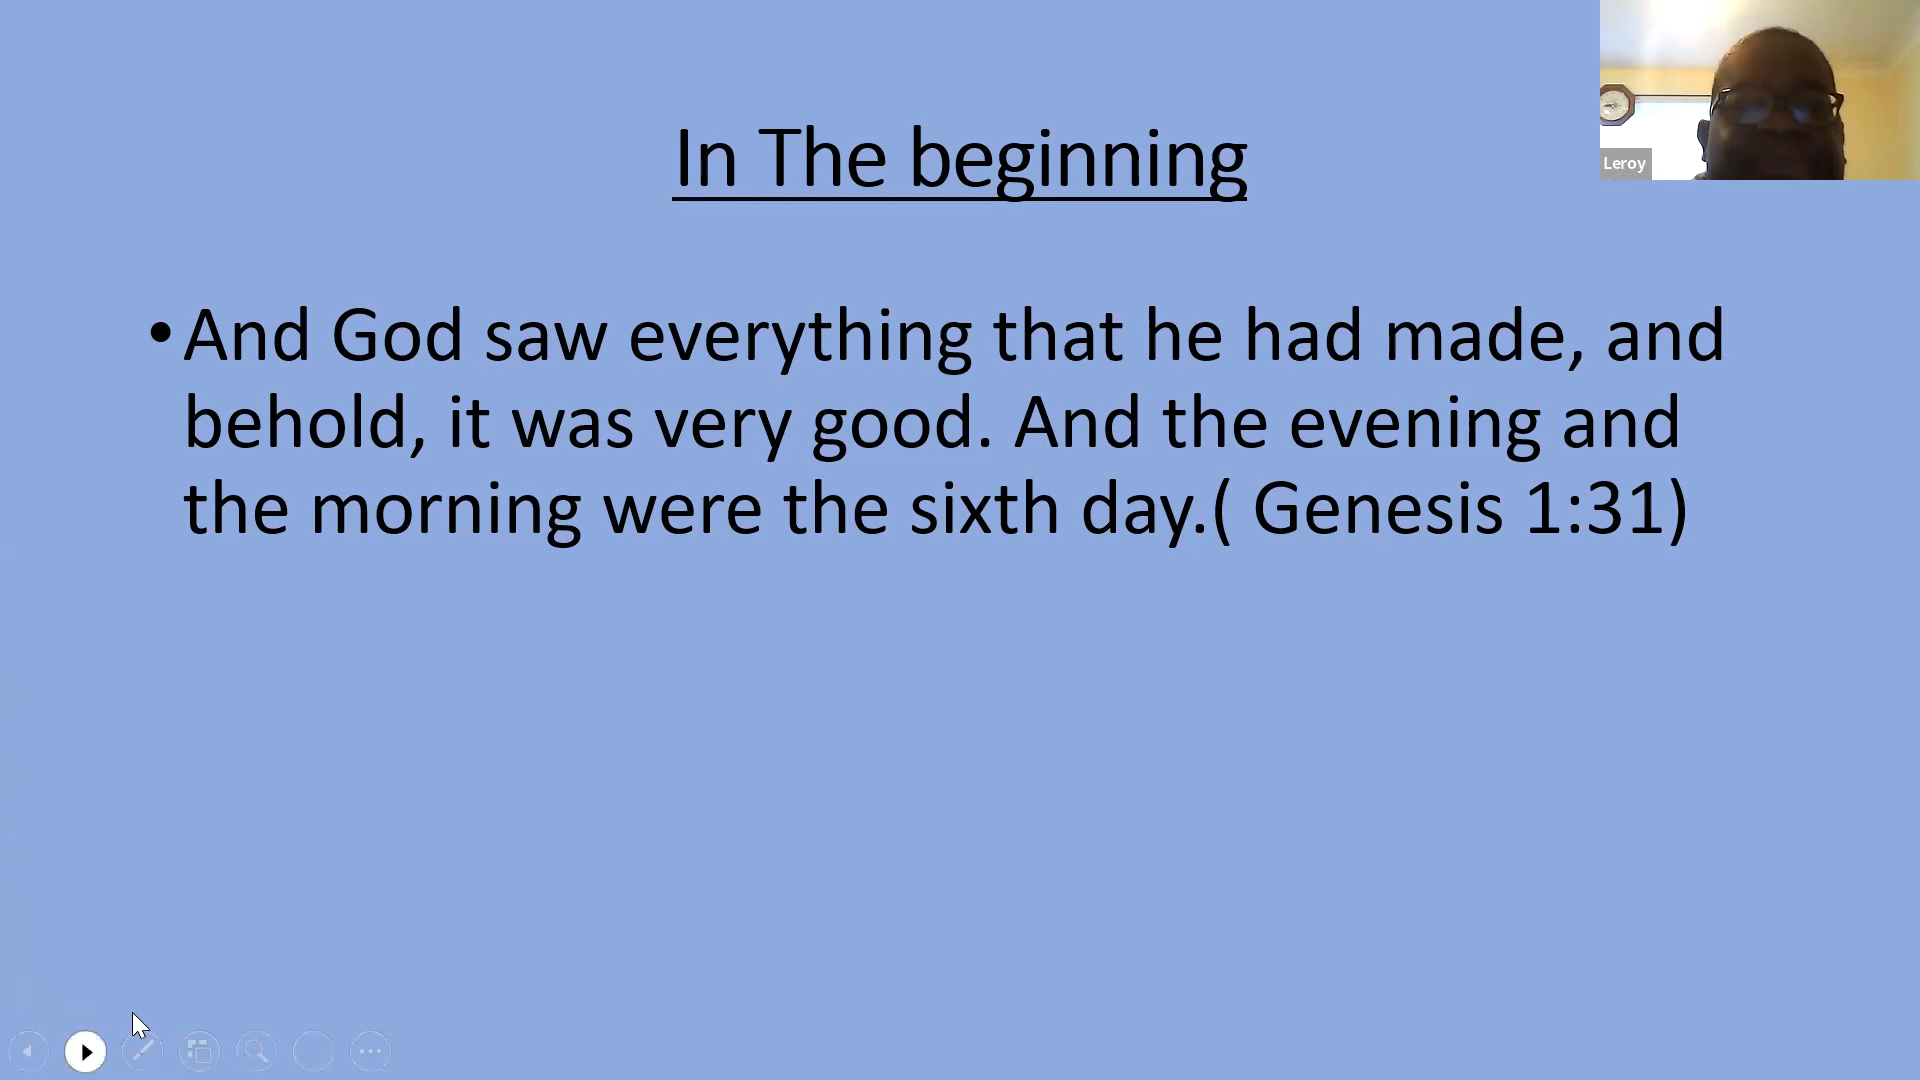 In The beginning
Leroy
•And God saw everything that he had made, and
behold, it was very good. And the evening and
the morning were the sixth day.( Genesis 1:31)